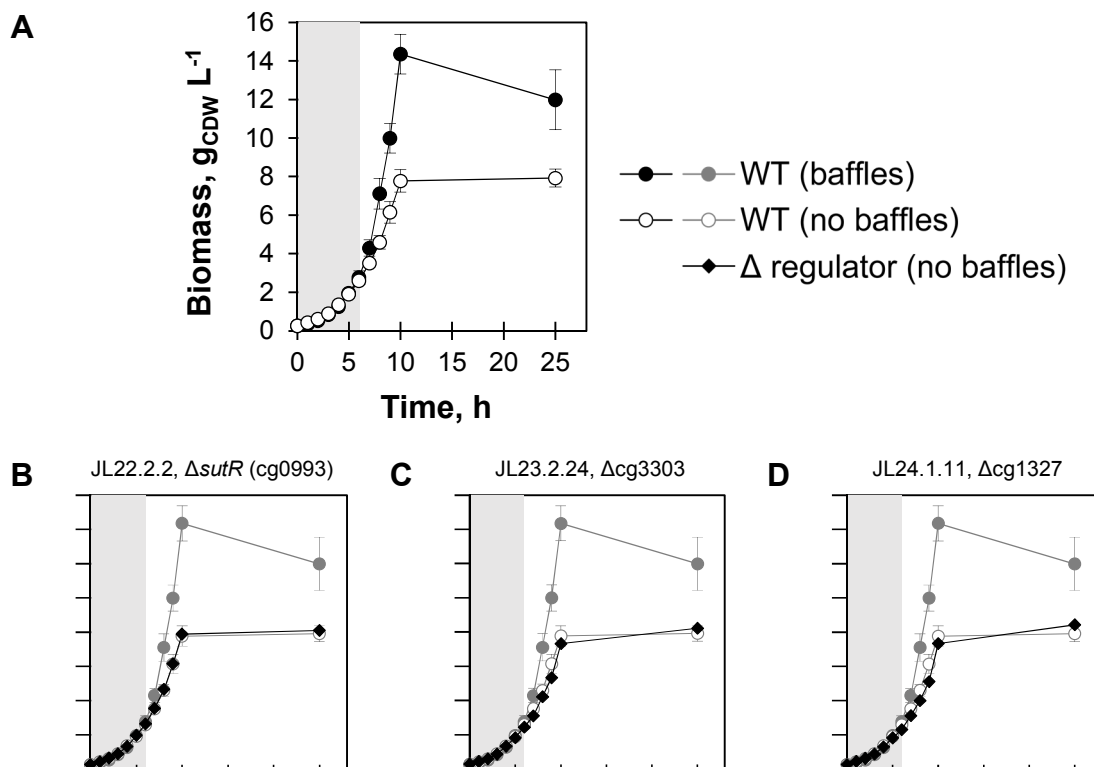 A
16
14
12
10
8
6
4
2
0
Biomass, gCDW L-1
0 5 10 15 20 25
Time, h
WT (baffles)
WT (no baffles)
Δ regulator (no baffles)
B JL22.2.2, ΔsutR (cg0993)
C JL23.2.24, Δcg3303
D JL24.1.11, Δcg1327